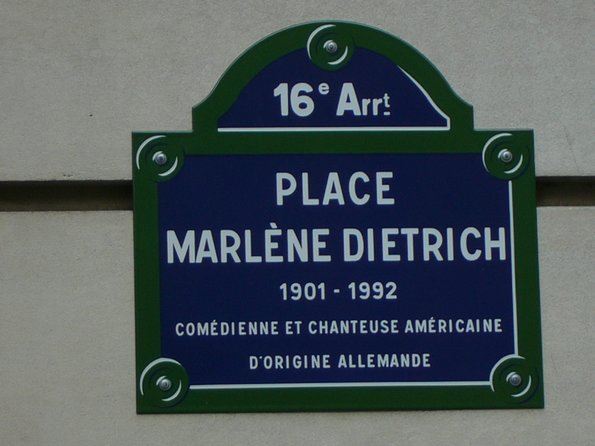 16e Arrt
PLACE
MARLÈNE DIETRICH
1901 - 1992
COMÉDIENNE ET CHANTEUSE AMÉRICAINE
D'ORIGINE ALLEMANDE